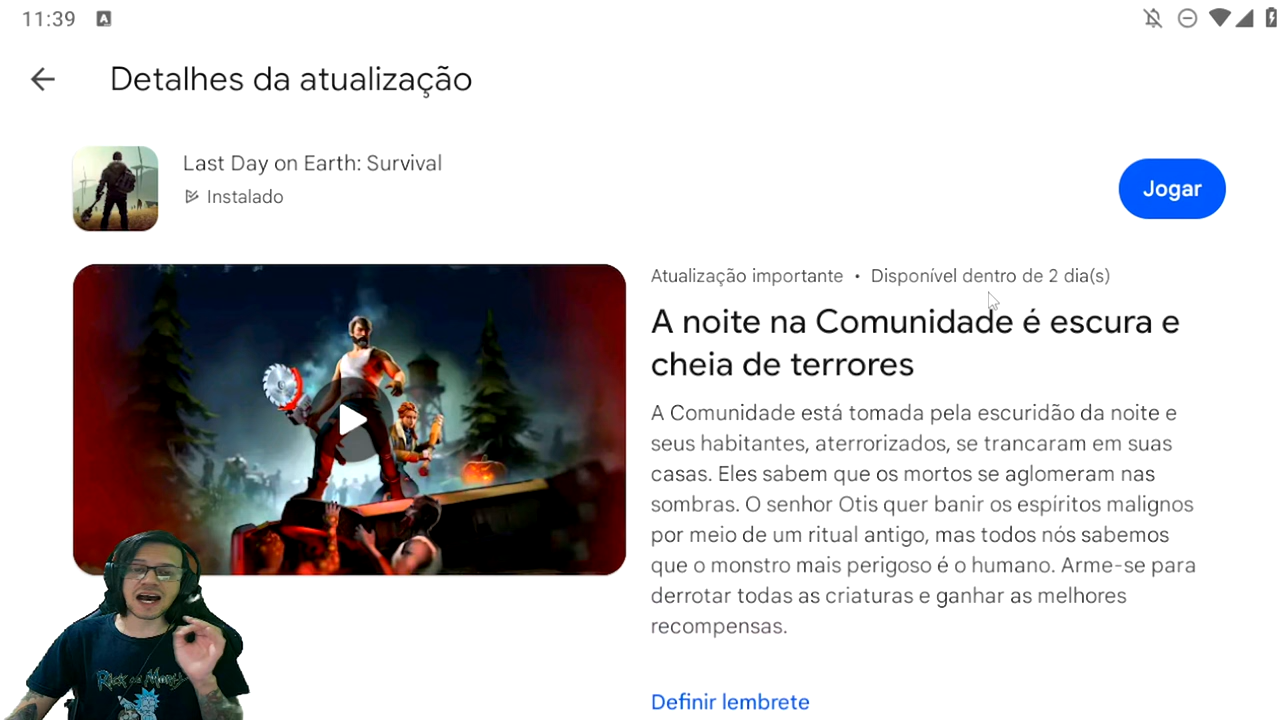 11:39
Detalhes da atualização
Last Day on Earth: Survival
Instalado
Jogar
Atualização importante • Disponível dentro de 2 dia(s)
A noite na Comunidade é escura e
cheia de terrores
A Comunidade está tomada pela escuridão da noite e
seus habitantes, aterrorizados, se trancaram em suas
casas. Eles sabem que os mortos se aglomeram nas
sombras. O senhor Otis quer banir os espíritos malignos
por meio de um ritual antigo, mas todos nós sabemos
que o monstro mais perigoso é o humano. Arme-se para
derrotar todas as criaturas e ganhar as melhores
recompensas.
Definir lembrete
Rick and Morty